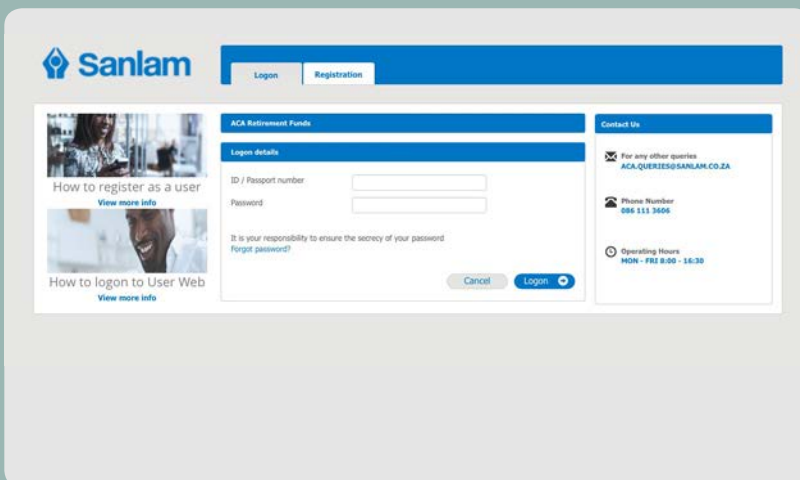 Sanlam
Logon
Registration
How to register as a user
View more info
How to logon to User Web
View more info
ACA Retirement Funds
Logon details
ID / Passport number
Password
It is your responsibility to ensure the secrecy of your password
Forgot password?
Cancel
Logon
Contact Us
For any other queries
ACA.QUERIES@SANLAM.CO.ZA
Phone Number
086 111 3606
Operating Hours
MON - FRI 8:00 - 16:30